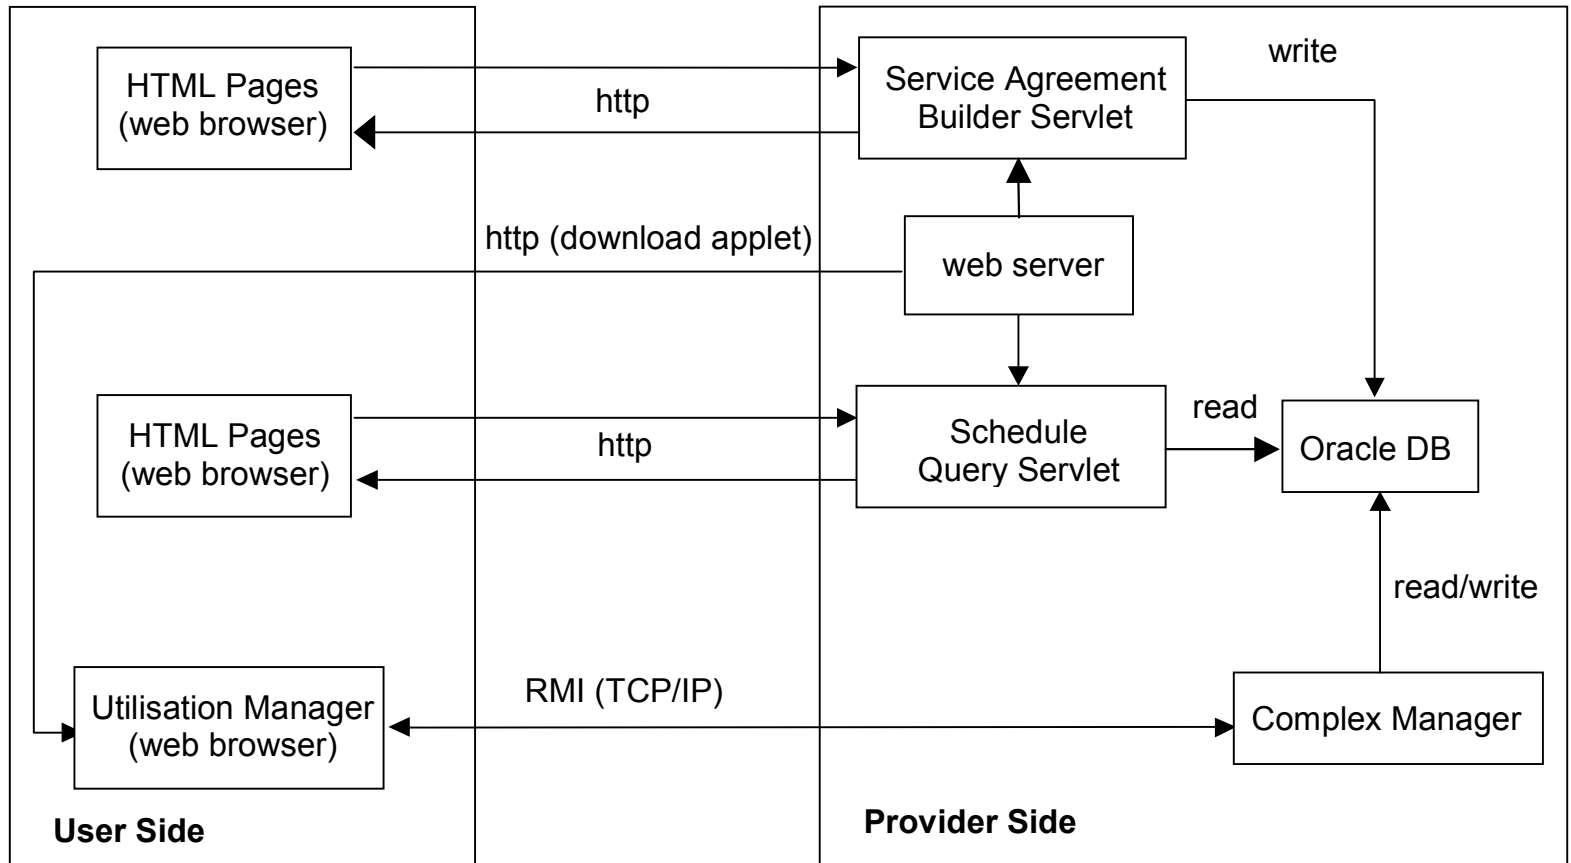 HTML Pages
(web browser)
http
Service Agreement
Builder Servlet
write
http (download applet)
web server
HTML Pages
(web browser)
http
Schedule
Query Servlet
read
Oracle DB
read/write
Utilisation Manager
(web browser)
RMI (TCP/IP)
Complex Manager
User Side
Provider Side